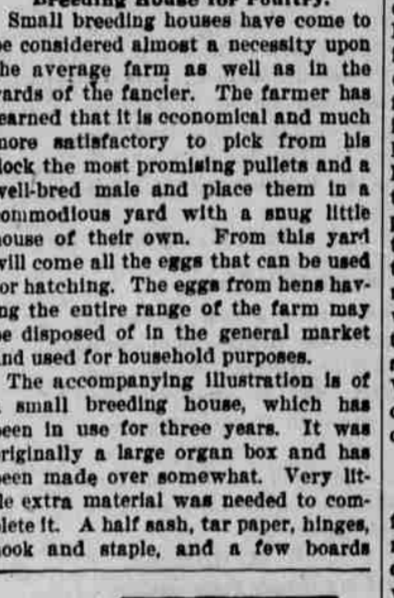 Breeding House for Poultry.
Small breeding houses have come to
be considered almost a necessity upon
the average farm as well as in the
yards of the fancier. The farmer has
learned that it is economical and much
more satisfactory to pick from his
flock the most promising pullets and a
well-bred male and place them in a
commodious yard with a snug little
house of their own. From this yard
will come all the eggs that can be used
for hatching. The eggs from hens hav-
ing the entire range of the farm may
be disposed of in the general market
and used for household purposes.
The accompanying illustration is of
a small breeding house, which has
been in use for three years. It was
originally a large organ box and has
been made over somewhat. Very lit-
tle extra material was needed to com-
plete it. A half sash, tar paper, hinges,
hook and staple, and a few boards